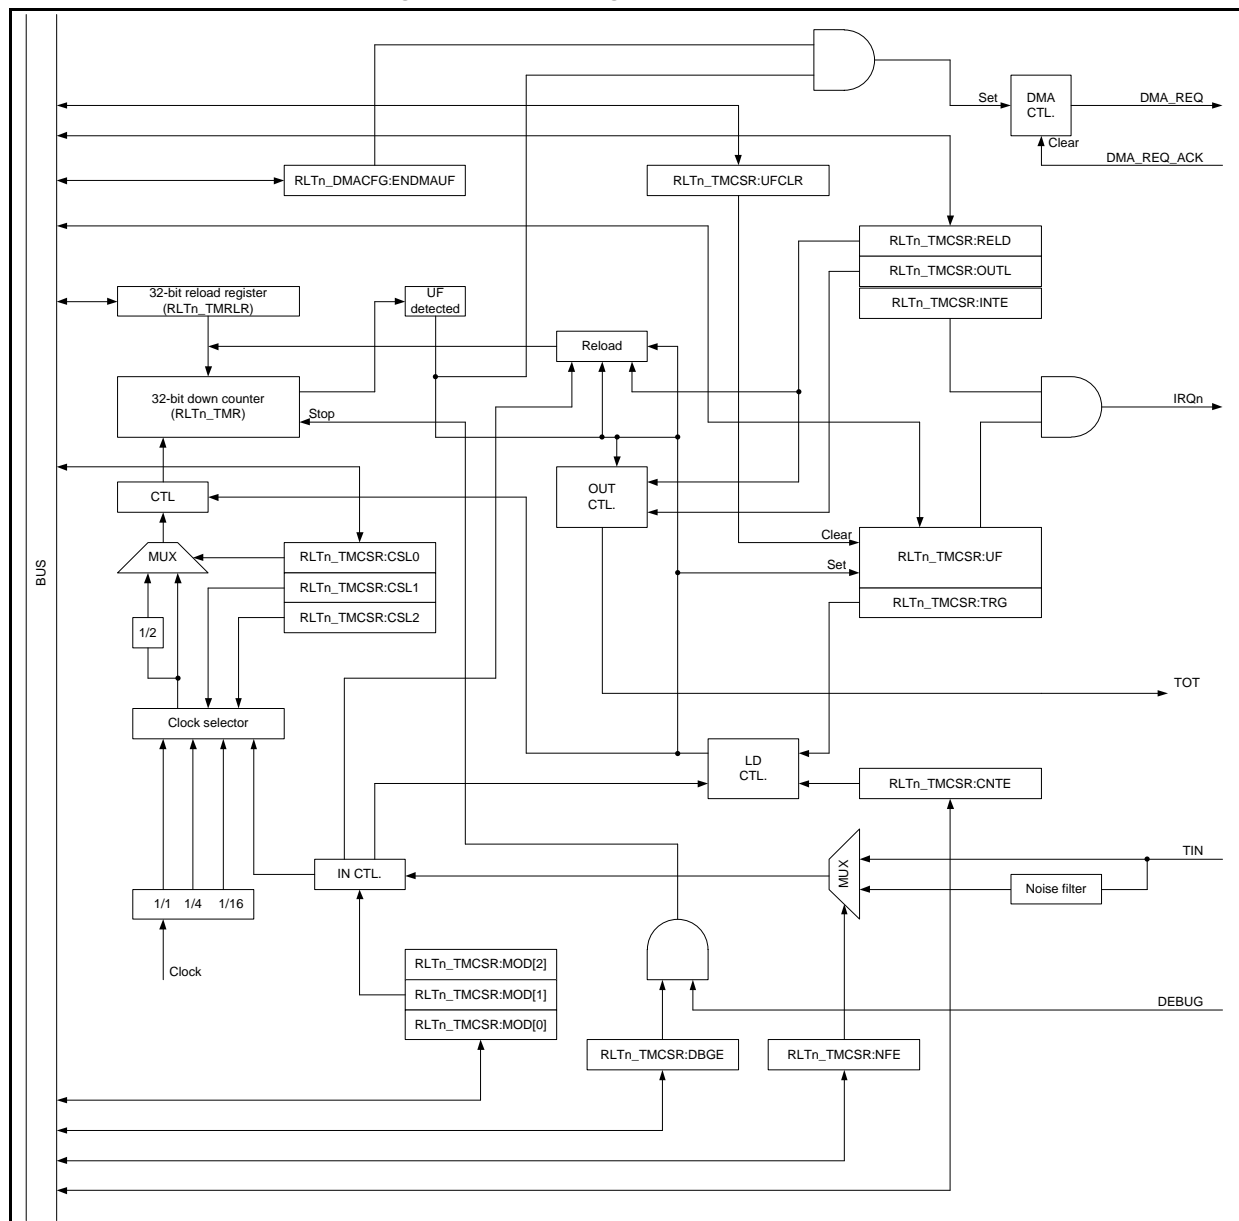 Set
DMA
CTL.
DMA_REQ
Clear
DMA_REQ_ACK
RLTn_DMACFG:ENDMAUF
RLTn_TMCSR:UFCLR
RLTn_TMCSR:RELD
RLTn_TMCSR:OUTL
RLTn_TMCSR:INTE
32-bit reload register
(RLTn_TMRLR)
UF
detected
Reload
32-bit down counter
(RLTn_TMR)
Stop
IRQn
CTL
OUT
CTL.
MUX
RLTn_TMCSR:CSL0
RLTn_TMCSR:CSL1
RLTn_TMCSR:CSL2
Clear
Set
RLTn_TMCSR:UF
RLTn_TMCSR:TRG
BUS
1/2
TOT
Clock selector
LD
CTL.
RLTn_TMCSR:CNTE
TIN
MUX
IN CTL.
Noise filter
1/1 1/4 1/16
Clock
RLTn_TMCSR:MOD[2]
RLTn_TMCSR:MOD[1]
RLTn_TMCSR:MOD[0]
DEBUG
RLTn_TMCSR:DBGE
RLTn_TMCSR:NFE